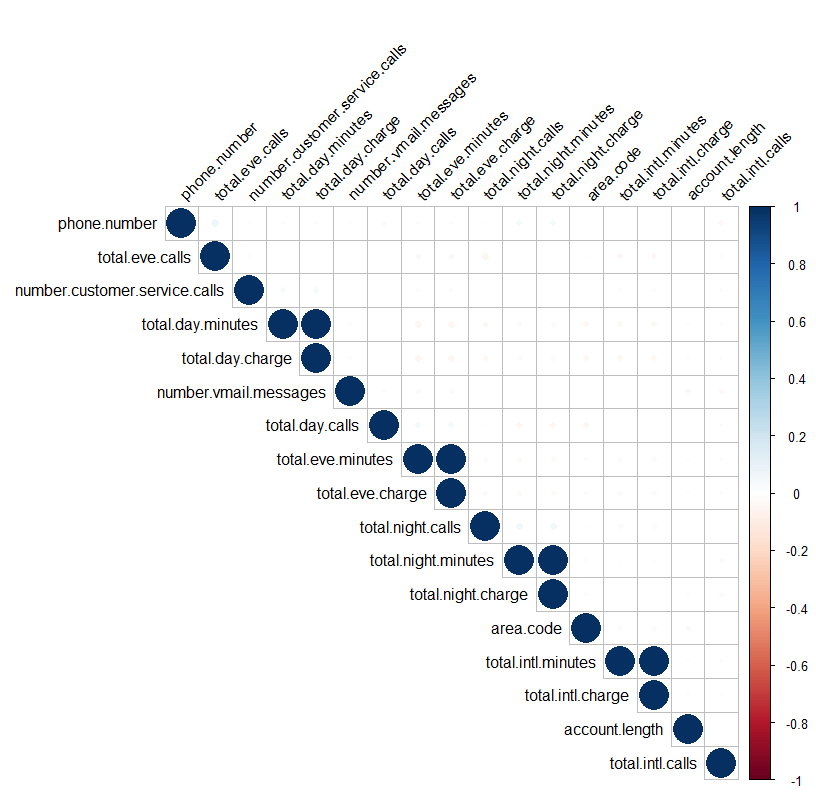 phone.number
total.eve.calls
number.customer.service.calls
total.day.minutes
total.day.charge
number.vmail.messages
total.day.calls
total.eve.minutes
total.eve.charge
total.night.calls
total.night.minutes
total.night.charge
area.code
total.intl.minutes
total.intl.charge
account.length
total.intl.calls
phone.number
total.eve.calls
number.customer.service.calls
total.day.minutes
total.day.charge
number.vmail.messages
total.day.calls
total.eve.minutes
total.eve.charge
total.night.calls
total.night.minutes
total.night.charge
area.code
total.intl.minutes
total.intl.charge
account.length
total.intl.calls
1
0.8
0.6
0.4
0.2
0
-0.2
-0.4
-0.6
-0.8
-1